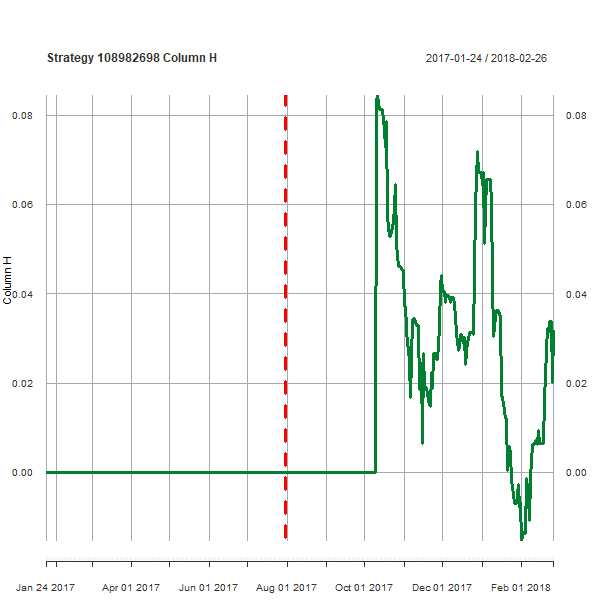 Strategy 108982698 Column H 2017-01-24 / 2018-02-26
0.08 0.08
0.06 0.06
0.04 0.04
0.02 0.02
0.00 0.00
Column H
Jan 24 2017 Apr 01 2017 Jun 01 2017 Aug 01 2017 Oct 01 2017 Dec 01 2017 Feb 01 2018